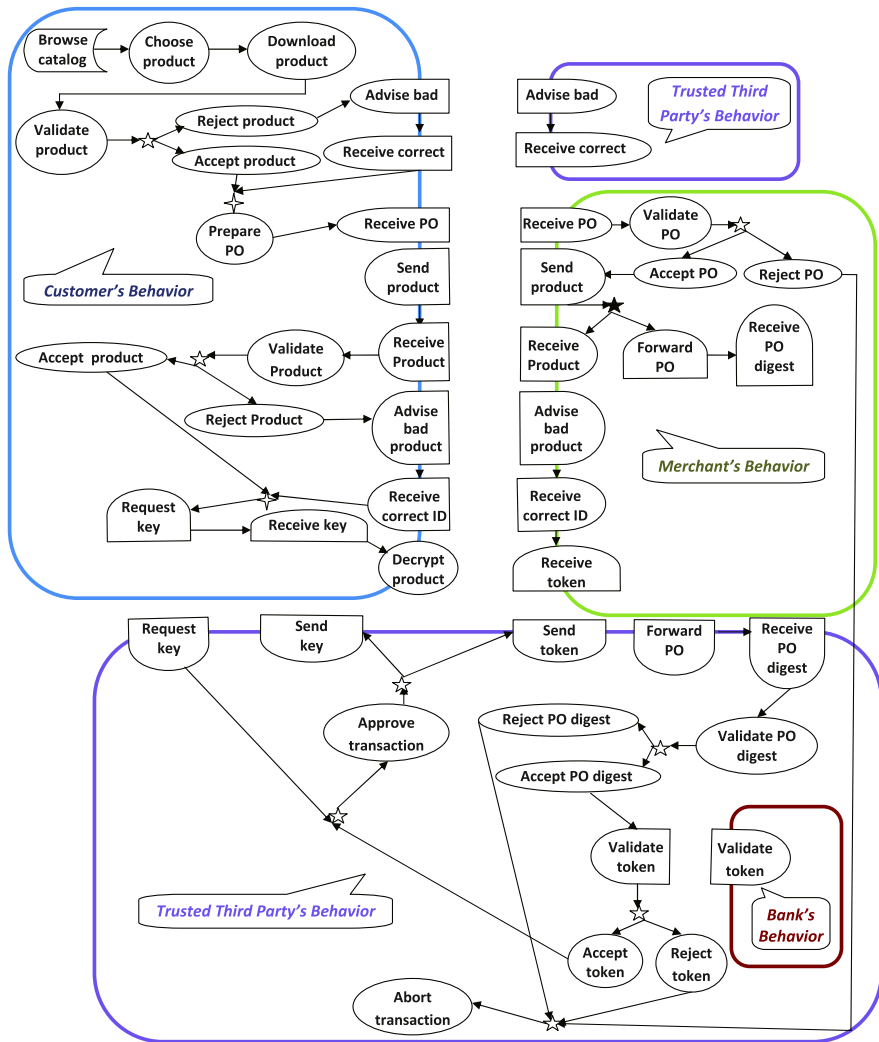 Browse
catalog
Choose
product
Download
product
Validate
product
Reject product
Accept product
Advise bad
Receive correct
Prepare
PO
Receive PO
Send
product
Customer's Behavior
Receive
Product
Validate
Product
Accept  product
Reject Product
Advise
bad
product
Receive
correct ID
Request
key
Receive key
Decrypt
product
Advise bad
Receive correct
Trusted Third
Party's Behavior
Receive PO
Validate
PO
Accept PO
Reject PO
Send
product
Receive
Product
Forward
PO
Receive
PO
digest
Advise
bad
product
Merchant's Behavior
Receive
correct ID
Receive
token
Request
key
Send
key
Send
token
Forward
PO
Receive
PO
digest
Approve
transaction
Reject PO digest
Validate PO
digest
Accept PO digest
Validate
token
Validate
token
Bank's
Behavior
Trusted Third Party's Behavior
Accept
token
Reject
token
Abort
transaction